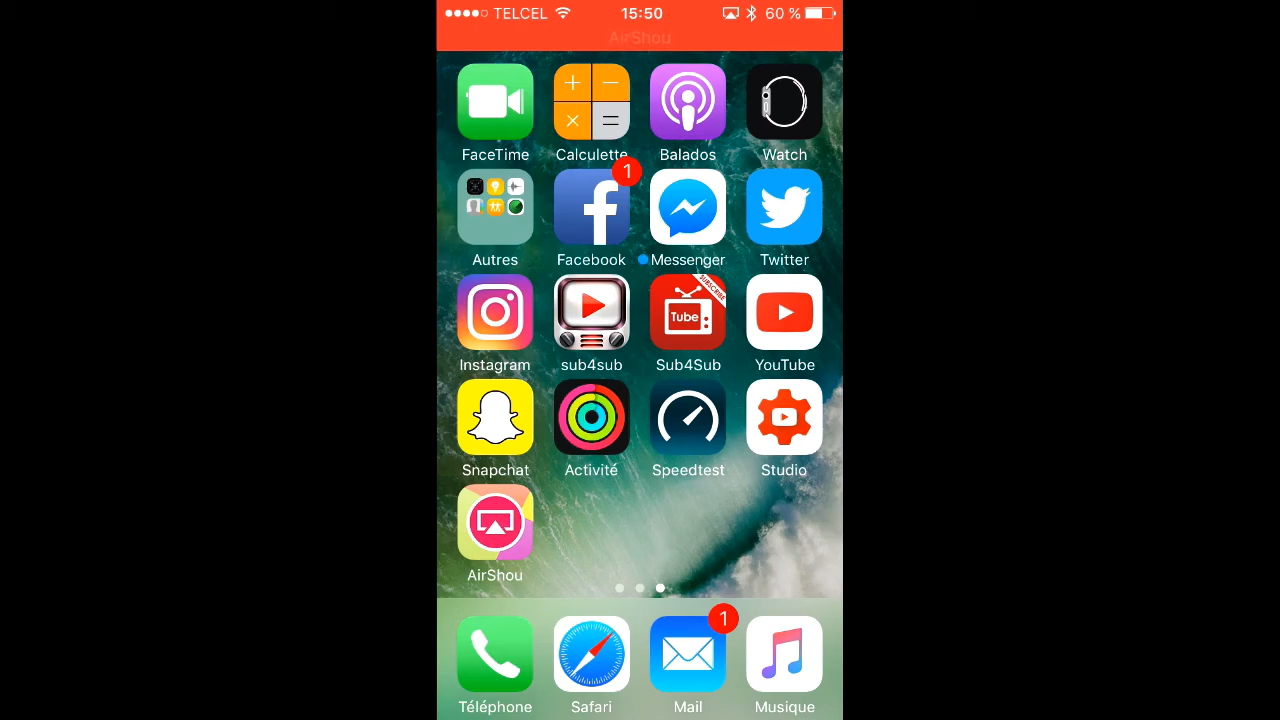 TELCEL 15:50 60 %
AirShou
FaceTime Calculette Balados Watch
1
Autres Facebook Messenger Twitter
SUBSCRIBE
Tube
Instagram sub4sub Sub4Sub YouTube
Snapchat Activité Speedtest Studio
AirShou
1
Téléphone Safari Mail Musique